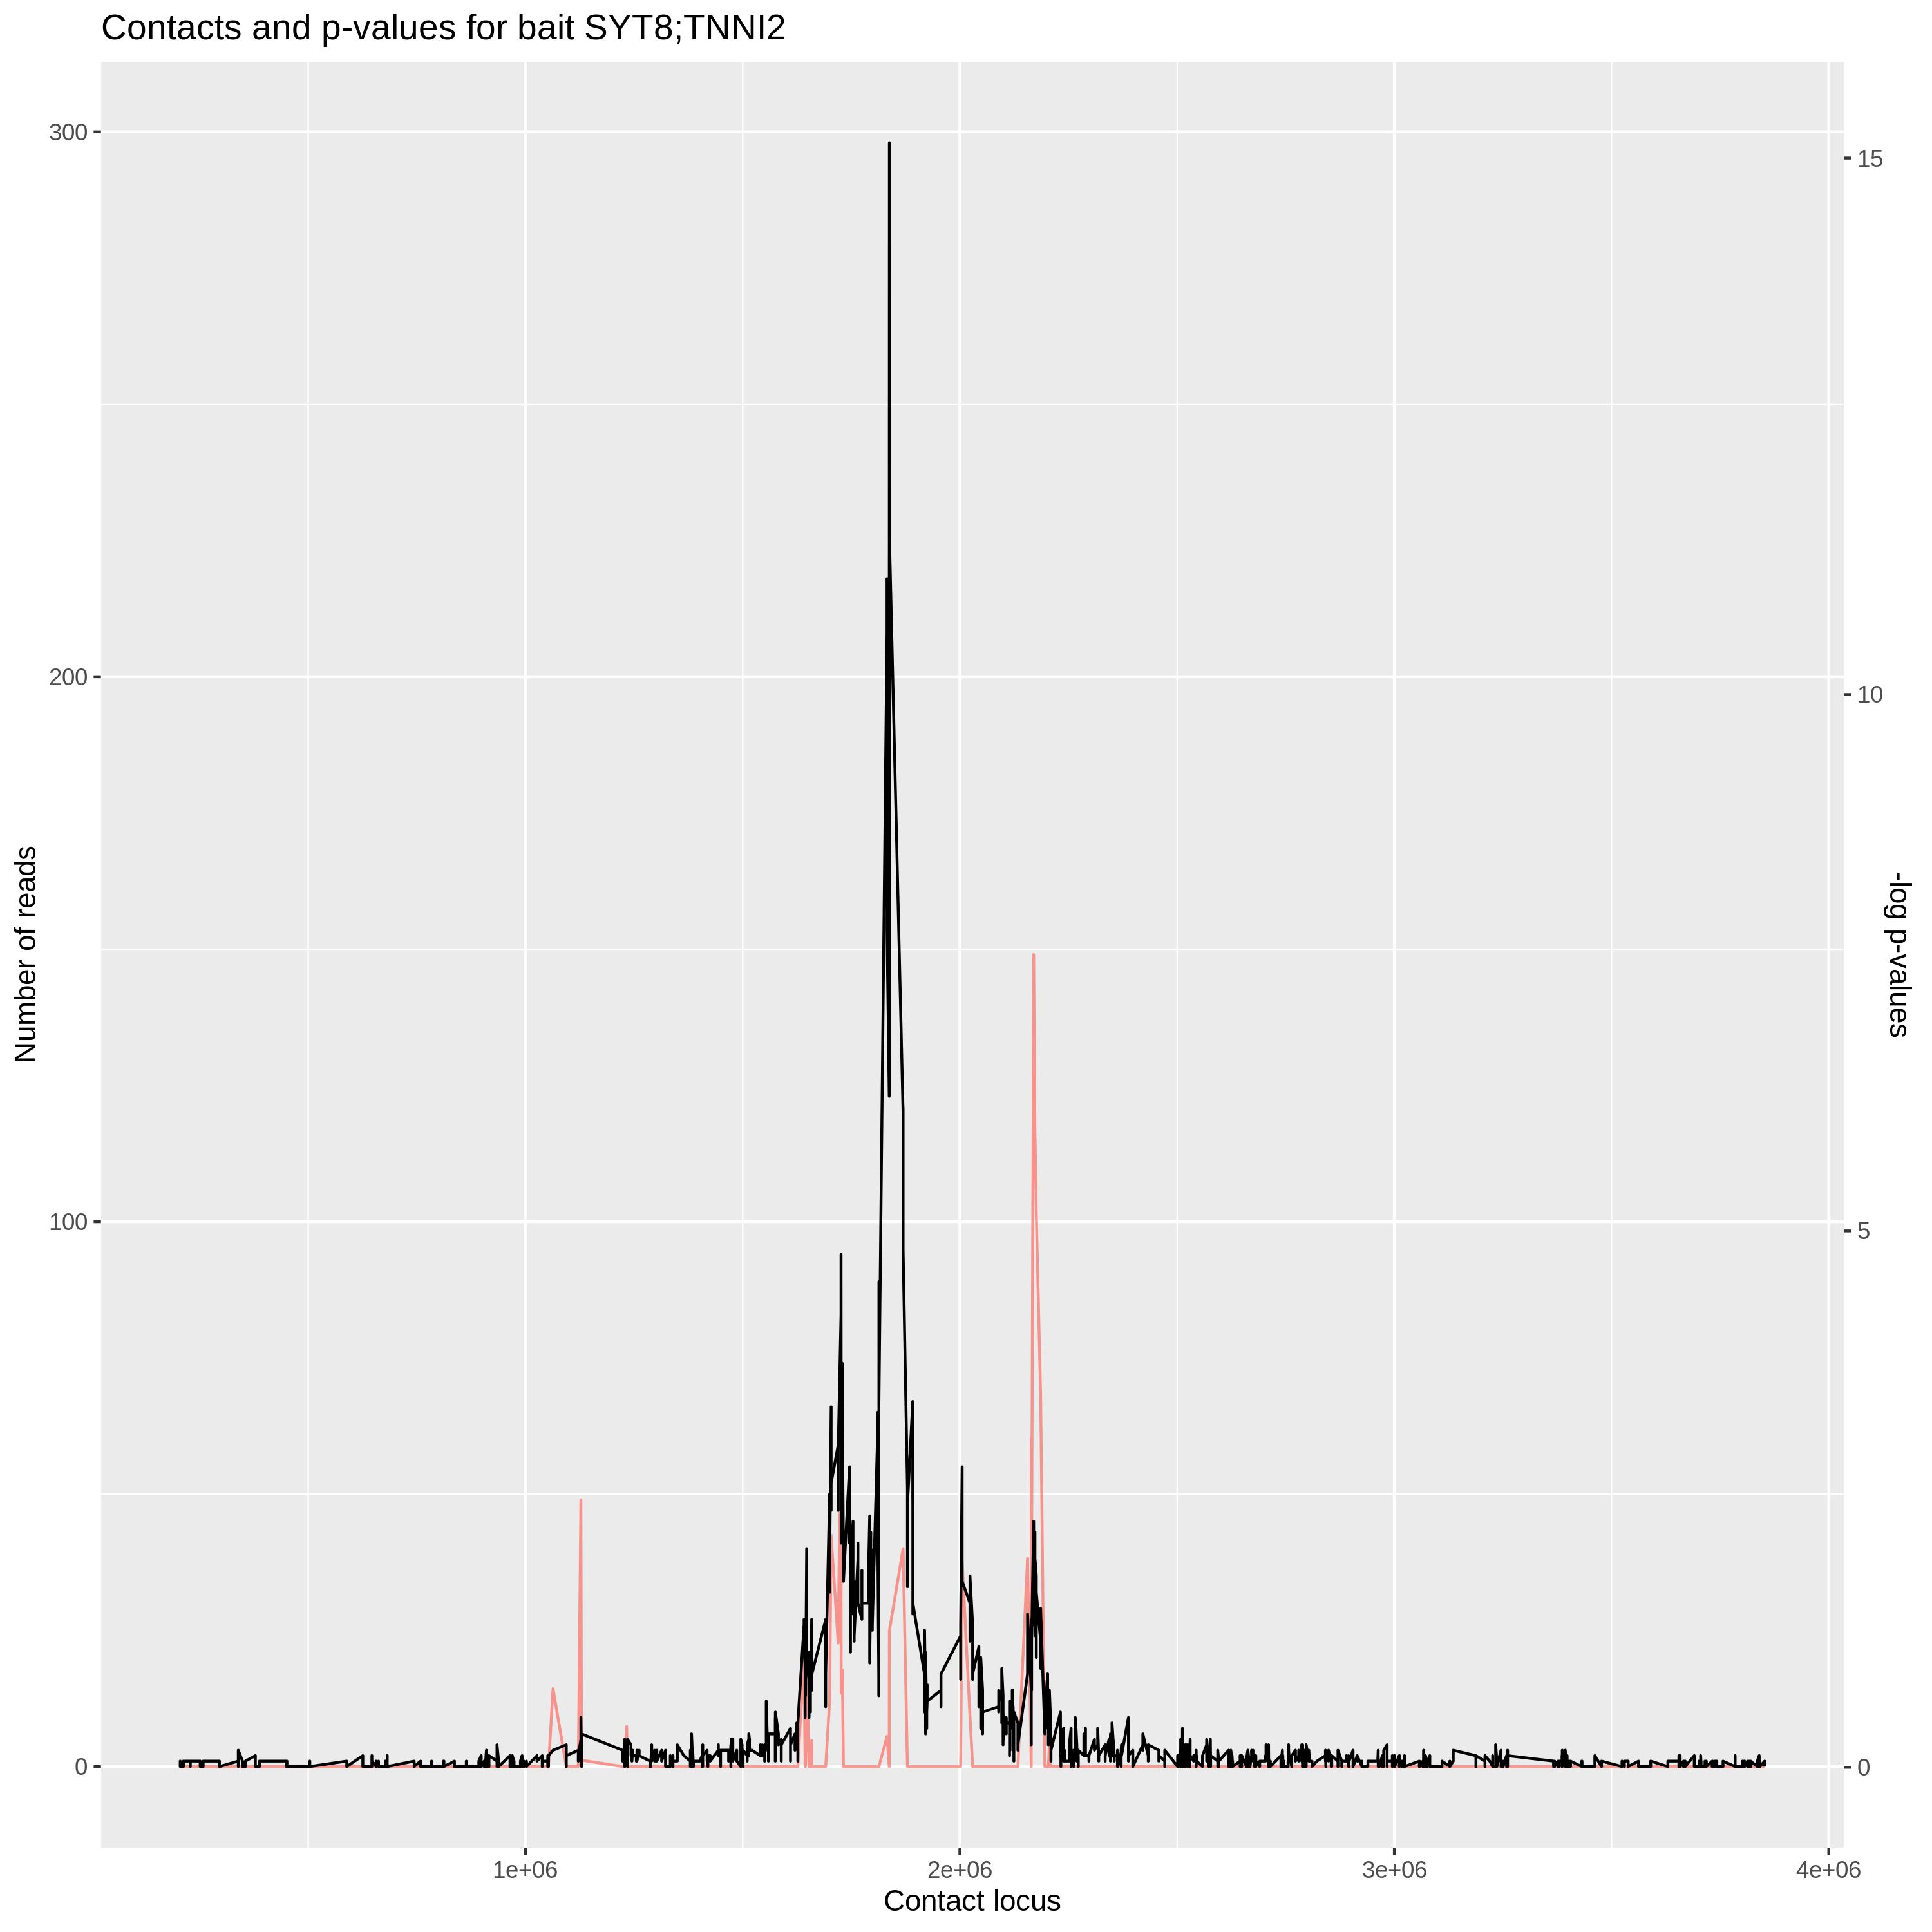 Contacts and p-values for bait SYT8;TNNI2
300
200
100
0
Number of reads
15
10
5
0
-log p-values
1e+06
2e+06
3e+06
4e+06
Contact locus